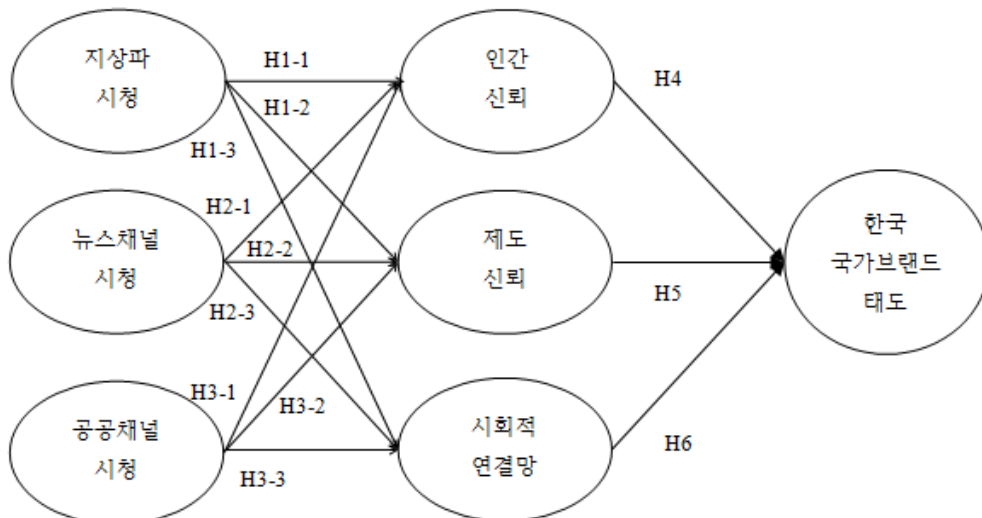 지상파
시청
H1-1
인간
신뢰
H4
H1-2
H1-3
H2-1
뉴스채널
시청
H2-2
제도
신뢰
한국
국가브랜드
태도
H5
H2-3
H3-1
공공채널
시청
H3-2
시회적
연결망
H6
H3-3